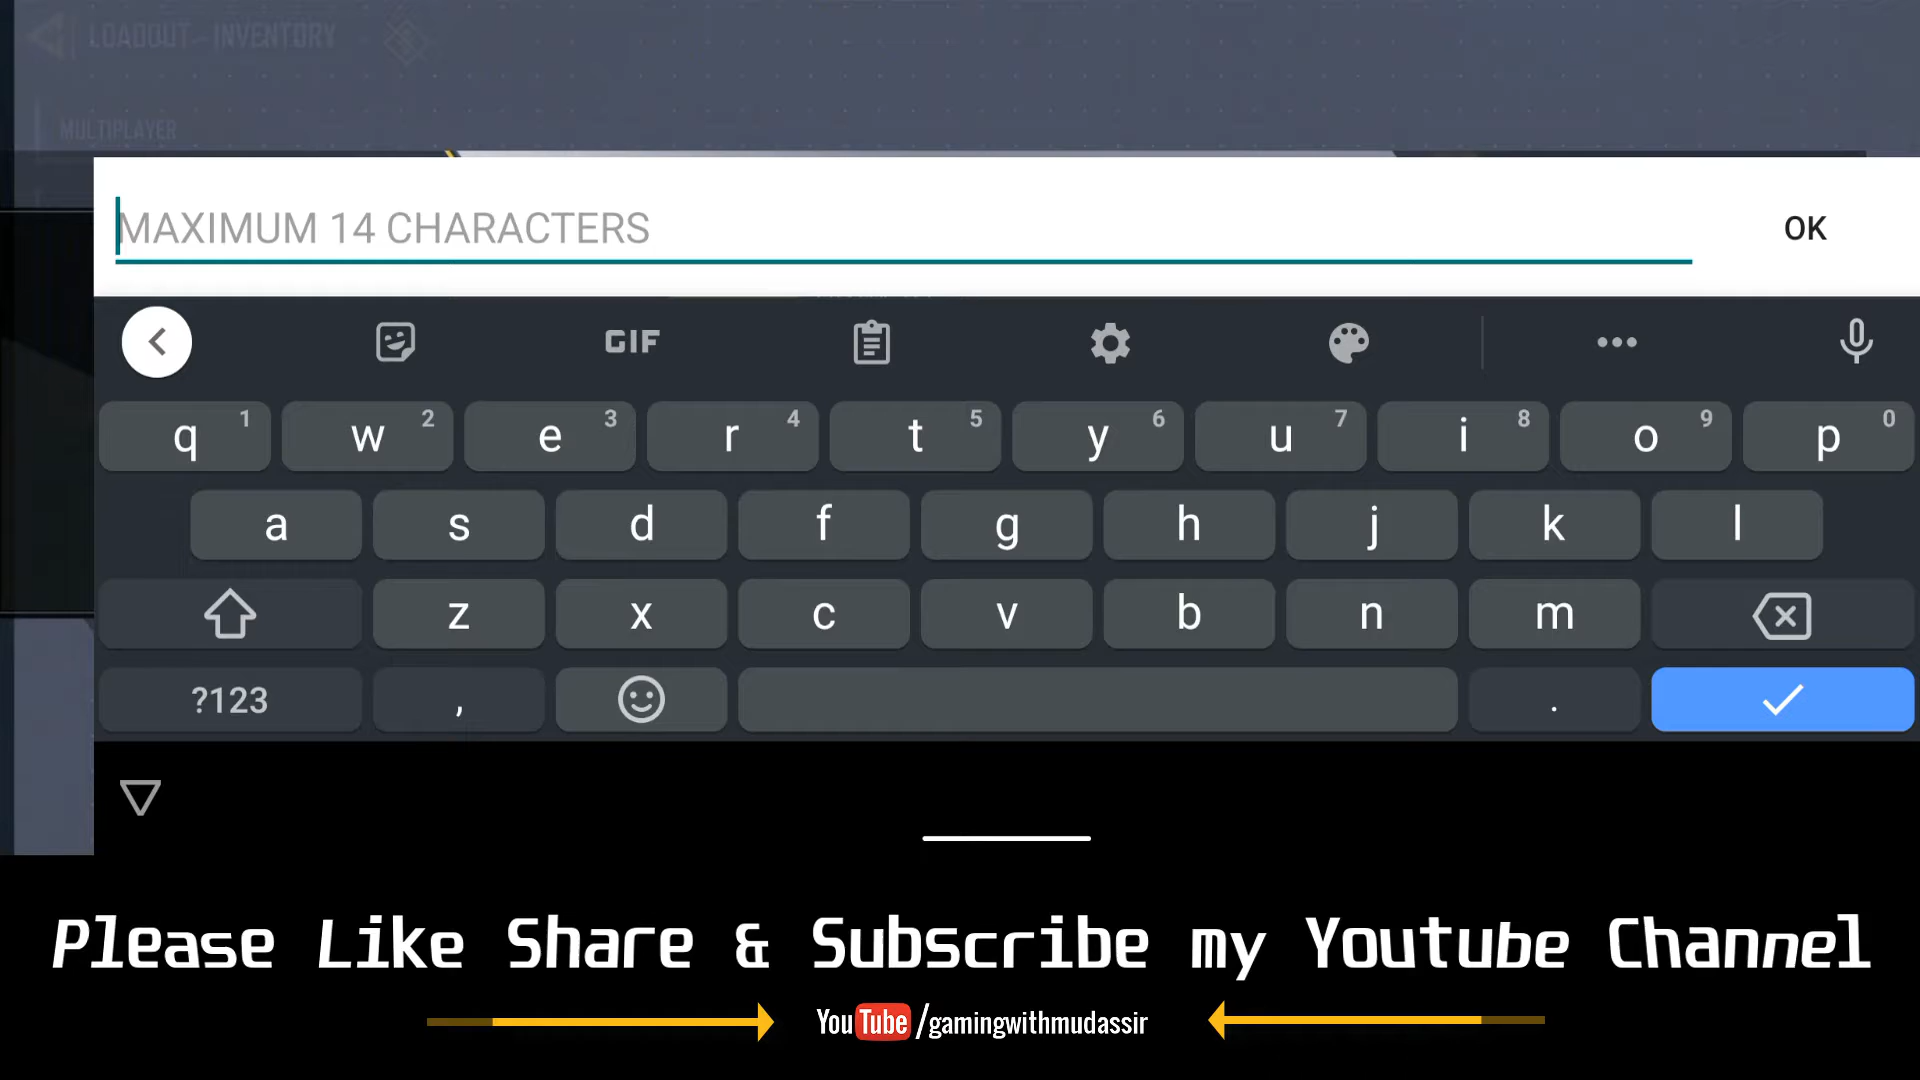 LOADOUT - INVENTORY
MULTIPLAYER
MAXIMUM 14 CHARACTERS
OK
GIF
q 1 w 2 e 3 r 4 t 5 y 6 u 7 i 8 o 9 p 0
a s d f g h j k l
z x c v b n m
?123 , .
Please Like Share & Subscribe my Youtube Channel
YouTube/gamingwithmudassir